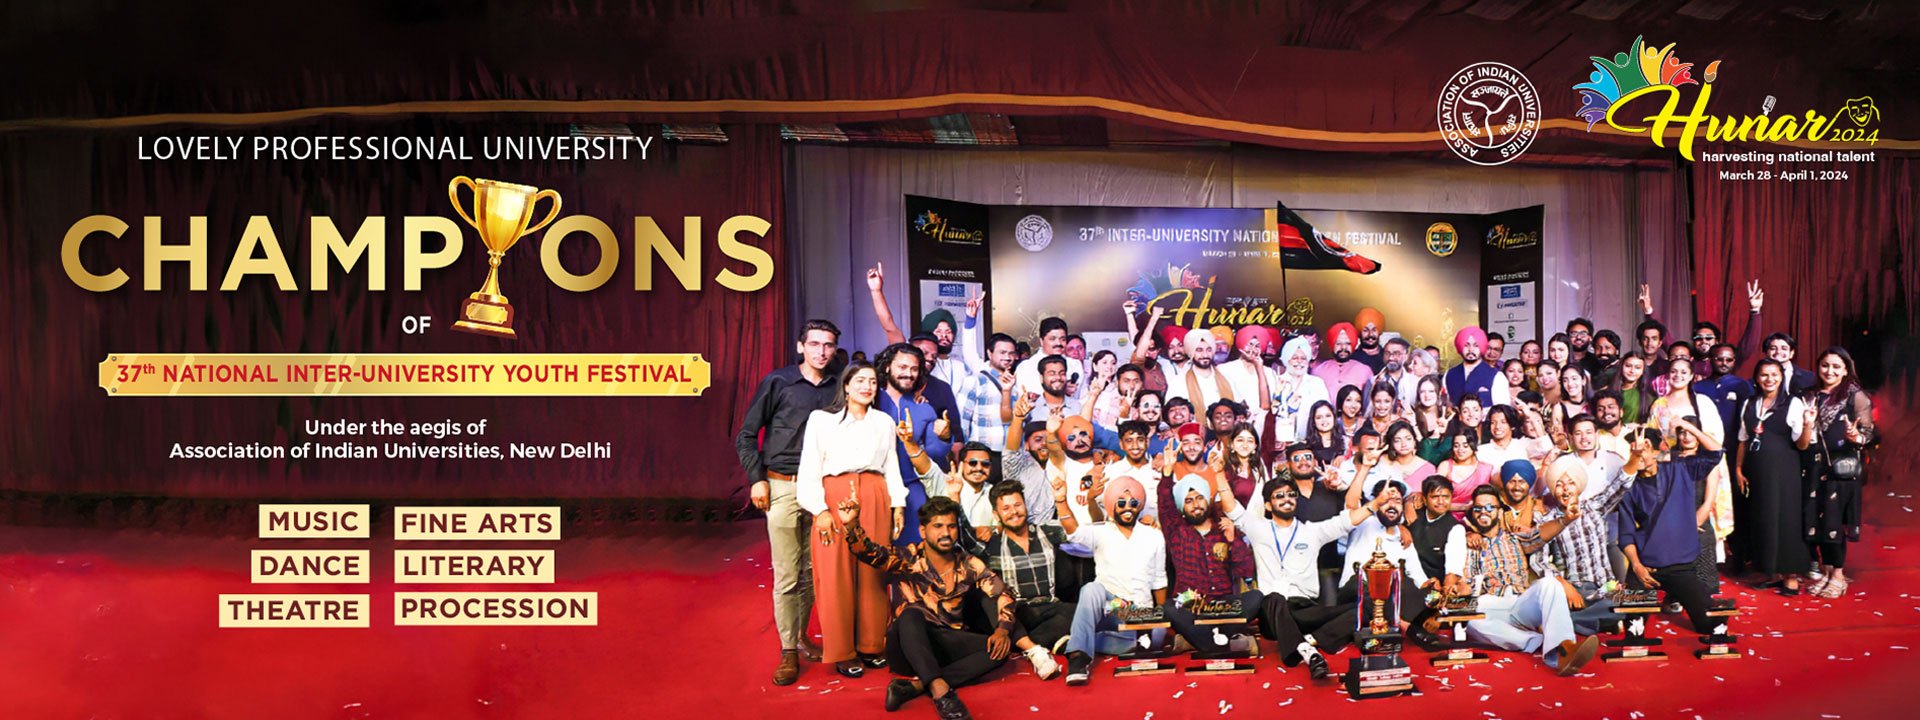 LOVELY PROFESSIONAL UNIVERSITY
CHAMPIONS
OF
37th NATIONAL INTER-UNIVERSITY YOUTH FESTIVAL
Under the aegis of
Association of Indian Universities, New Delhi
MUSIC
FINE ARTS
DANCE
LITERARY
THEATRE
PROCESSION
ASSOCIATION OF INDIAN UNIVERSITIES
Hunar 2024
harvesting national talent
March 28 - April 1, 2024
37th INTER-UNIVERSITY FESTIVAL
Hunar
Hunar